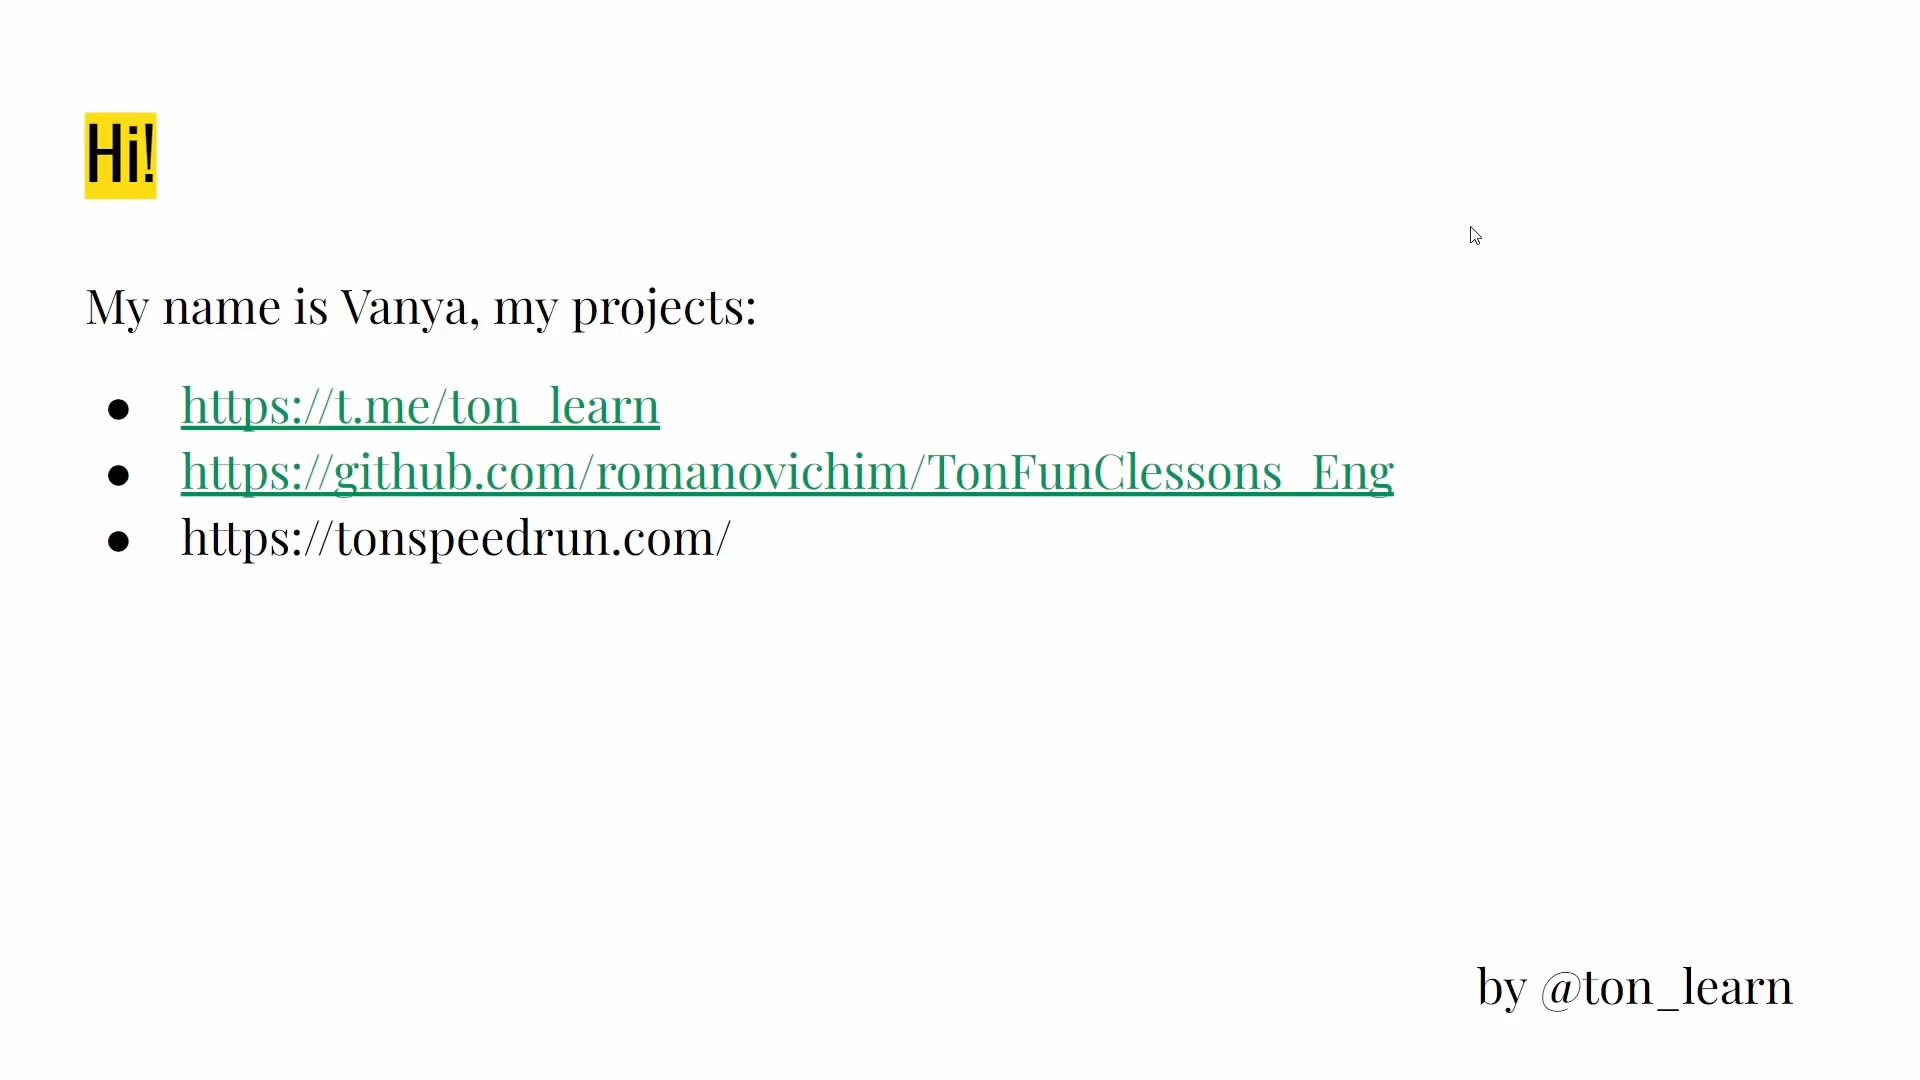 Hi!
My name is Vanya, my projects:
● https://t.me/ton_learn
● https://github.com/romanovichim/TonFunClessons_Eng
● https://tonspeedrun.com/
by @ton_learn